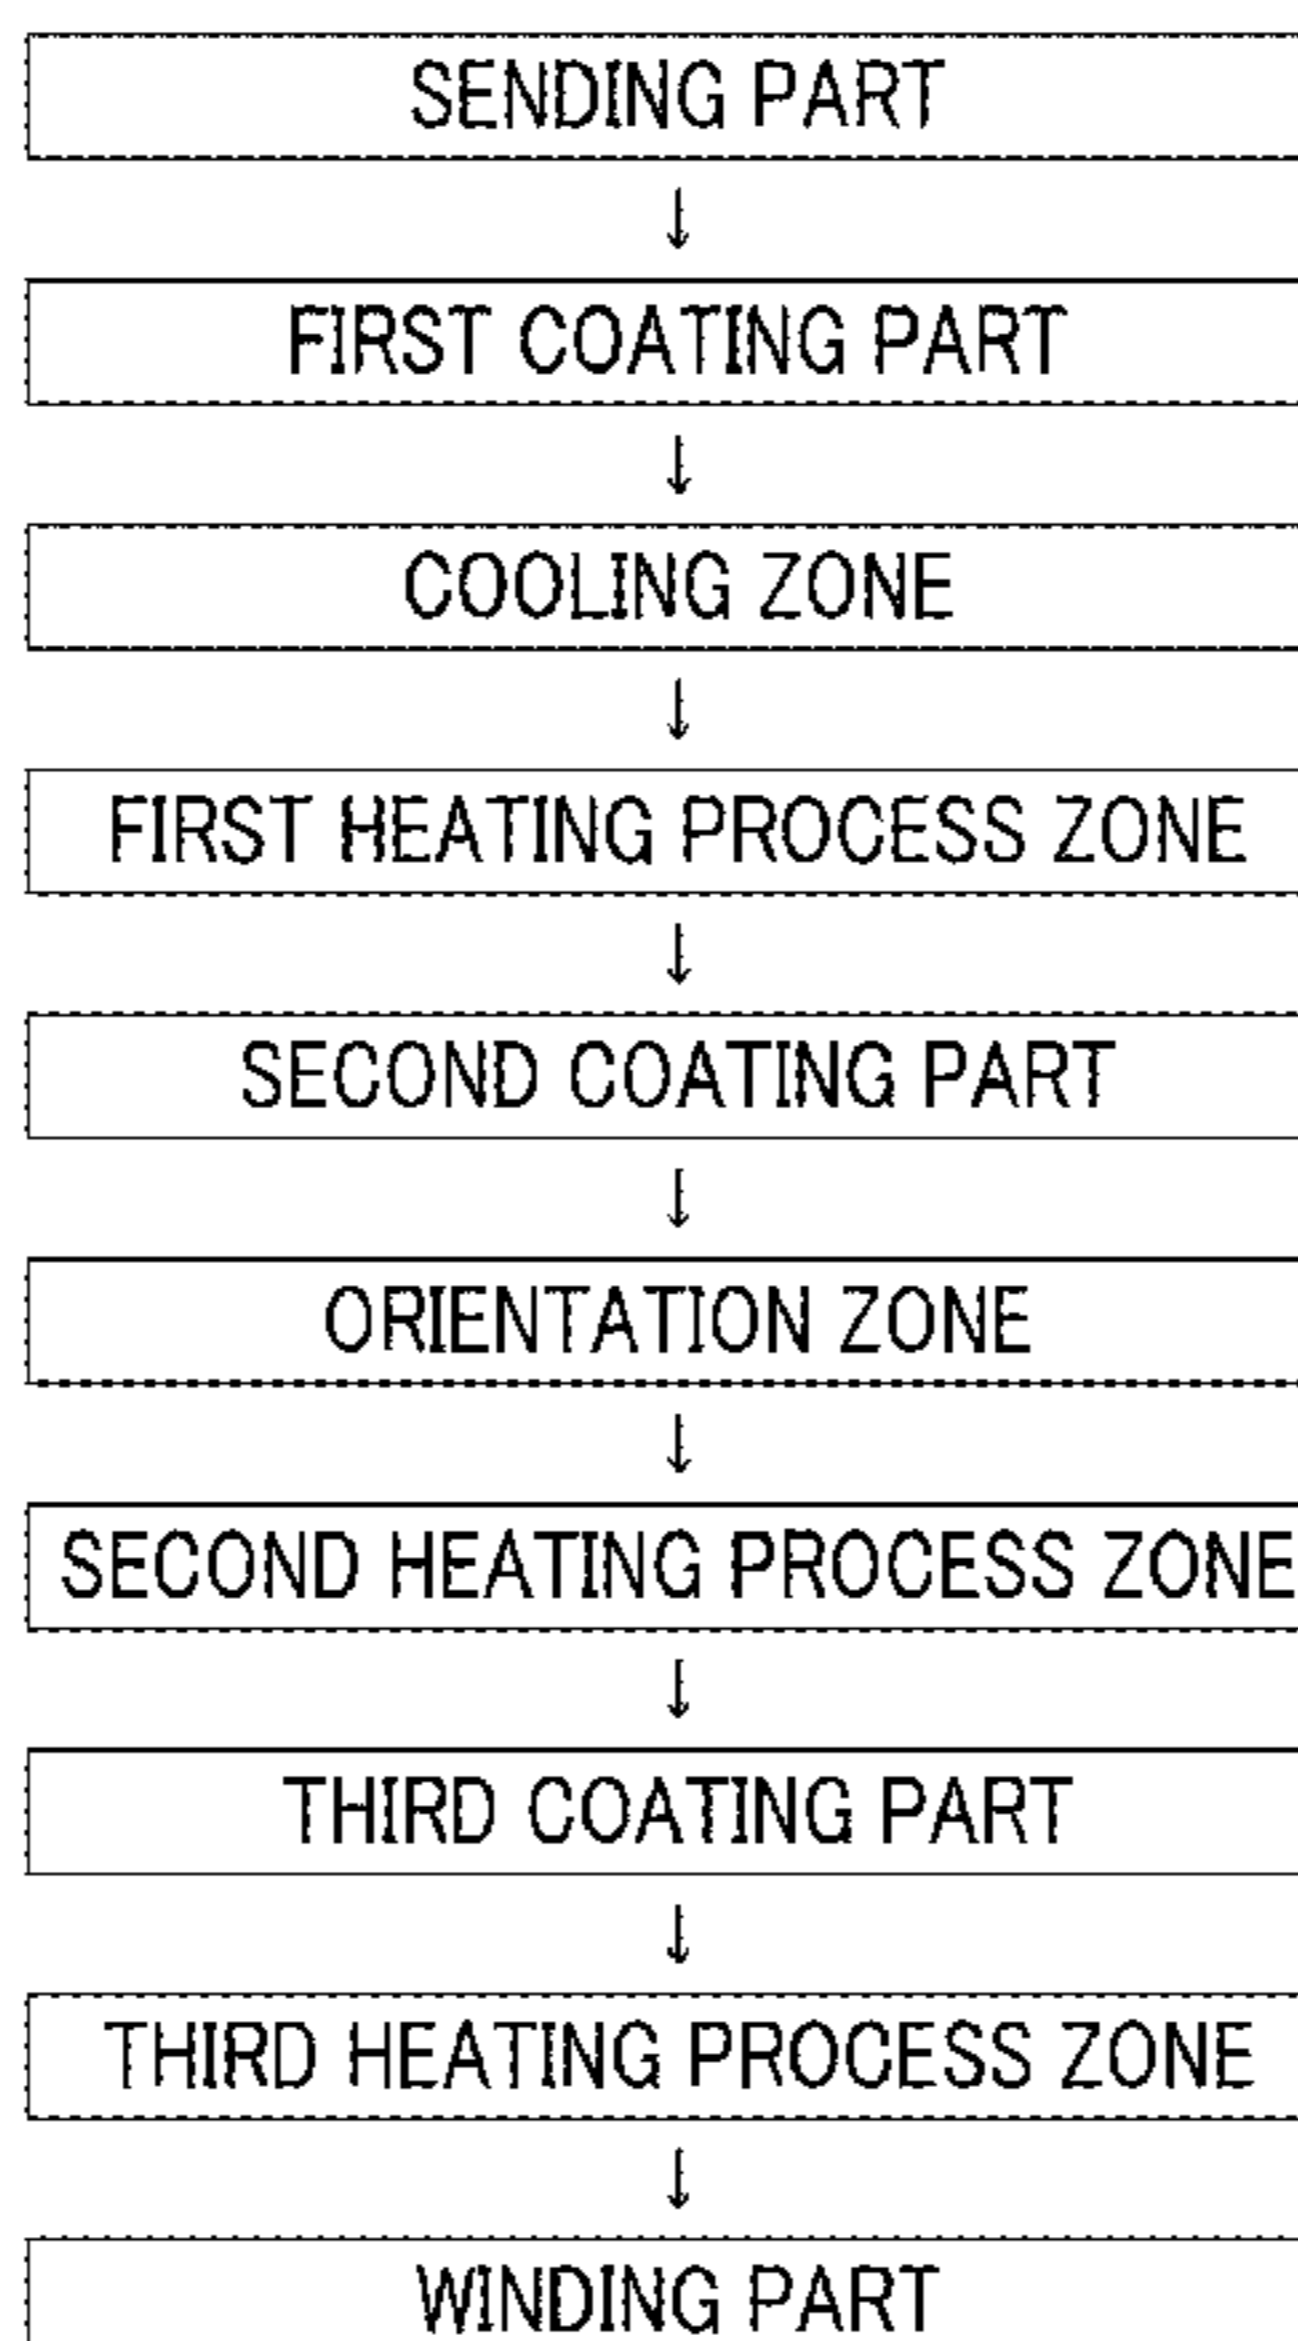 SENDING PART
FIRST COATING PART
COOLING ZONE
FIRST HEATING PROCESS ZONE
SECOND COATING PART
ORIENTATION ZONE
SECOND HEATING PROCESS ZONE
THIRD COATING PART
THIRD HEATING PROCESS ZONE
WINDING PART